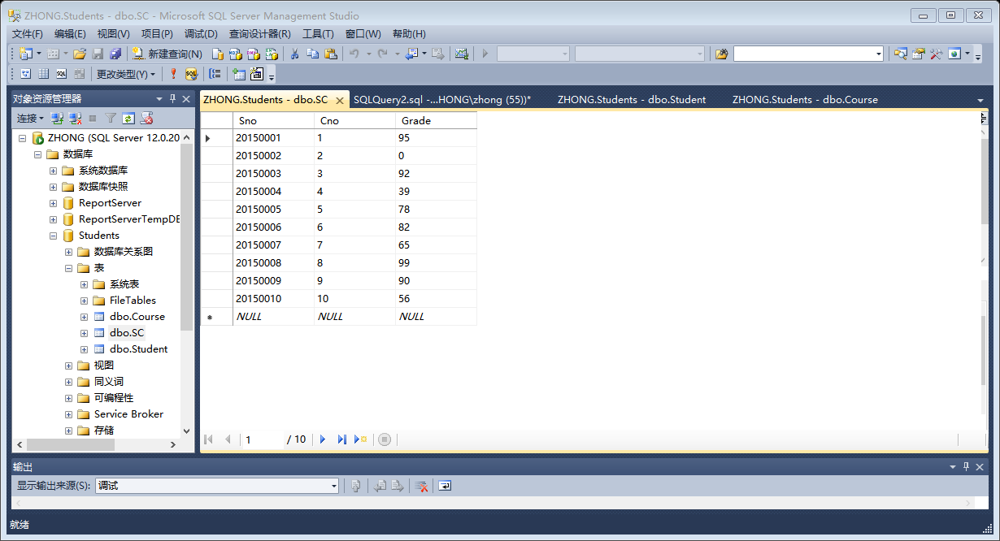 ZHONG.Students - dbo.SC - Microsoft SQL Server Management Studio
文件(F) 编辑(E) 视图(V) 项目(P) 调试(D) 查询设计器(R) 工具(T) 窗口(W) 帮助(H)
新建查询(N)
更改类型(Y)
对象资源管理器
连接
ZHONG (SQL Server 12.0.20
数据库
系统数据库
数据库快照
ReportServer
ReportServerTempDE
Students
数据库关系图
表
系统表
FileTables
dbo.Course
dbo.SC
dbo.Student
视图
同义词
可编程性
Service Broker
存储
ZHONG.Students - dbo.SC SQLQuery2.sql -...HONG\zhong (55))* ZHONG.Students - dbo.Student ZHONG.Students - dbo.Course
Sno Cno Grade
20150001 1 95
20150002 2 0
20150003 3 92
20150004 4 39
20150005 5 78
20150006 6 82
20150007 7 65
20150008 8 99
20150009 9 90
20150010 10 56
NULL NULL NULL
1 / 10
输出
显示输出来源(S): 调试
就绪